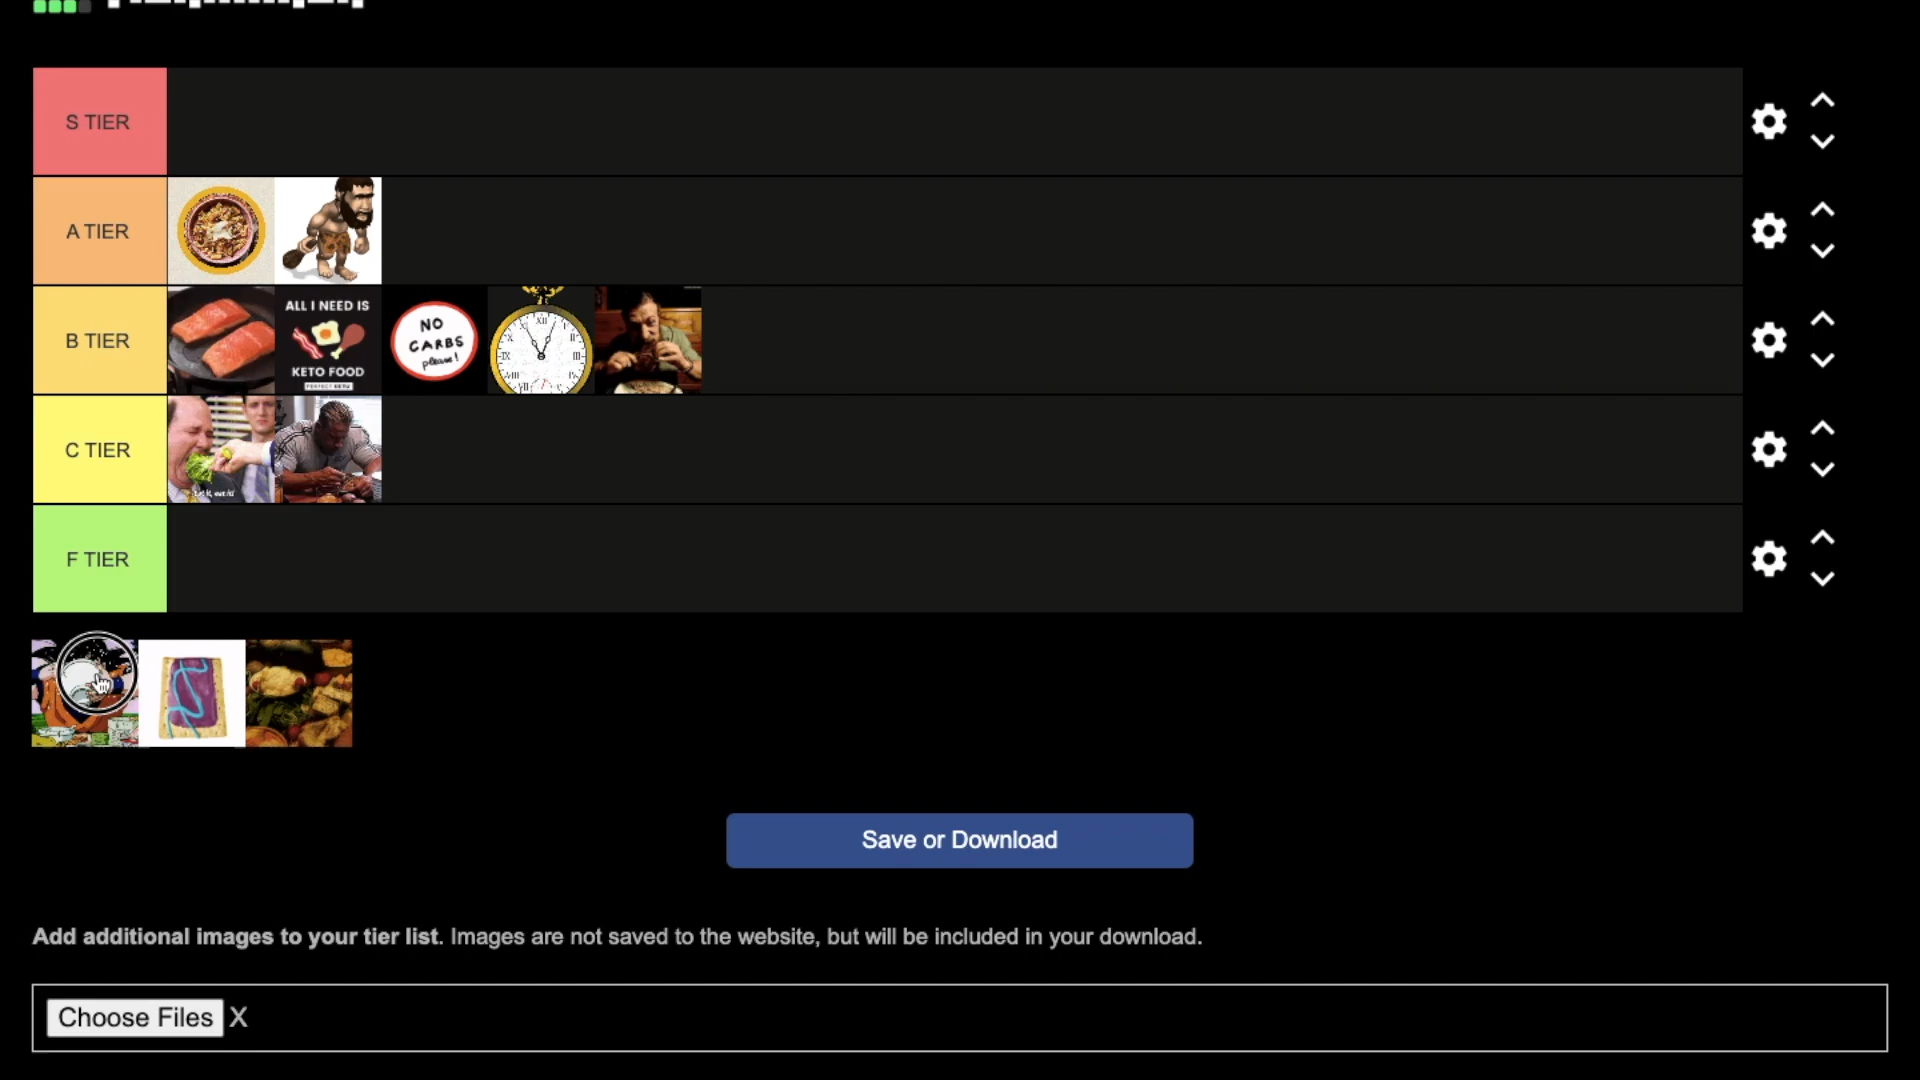 S TIER
A TIER
B TIER
ALL I NEED IS
KETO FOOD
NO
CARBS
please!
C TIER
F TIER
Save or Download
Add additional images to your tier list. Images are not saved to the website, but will be included in your download.
Choose Files X